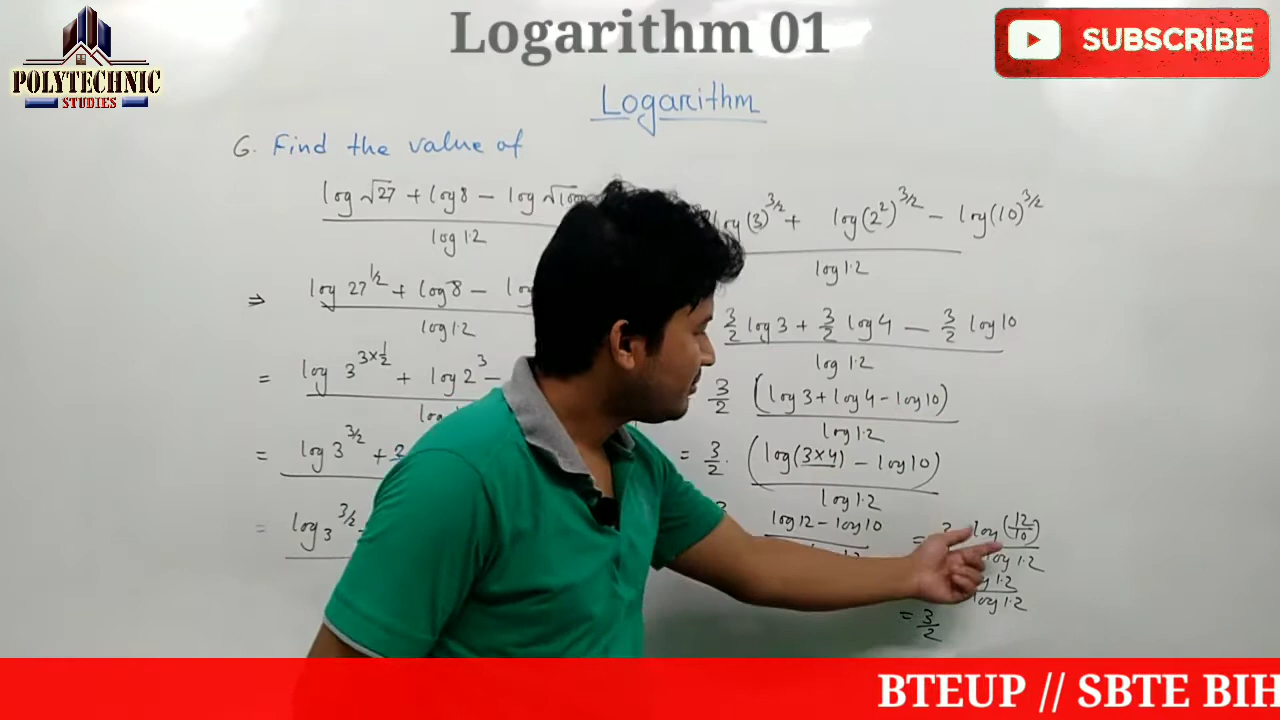 Logarithm 01
SUBSCRIBE
POLYTECHNIC
STUDIES
Logarithm
6. Find the value of
log √27 + log 8 − log √
log 1.2
⇒ log 27^1/2 + log 8 −
log 1.2
= log 3^3×1/2 + log 2^3 −
= log 3^3/2 +
= log 3^3/2
log (3)^3/2 + log (2^2)^3/2 − log (10)^3/2
log 1.2
3/2 log 3 + 3/2 log 4 − 3/2 log 10
log 1.2
3/2 (log 3 + log 4 − log 10)
log 1.2
= 3/2 . (log (3×4) − log 10)
log 1.2
log 12 − log 10
= log (12/10)
log 1.2
log 1.2
= 3/2
BTEUP // SBTE BIH